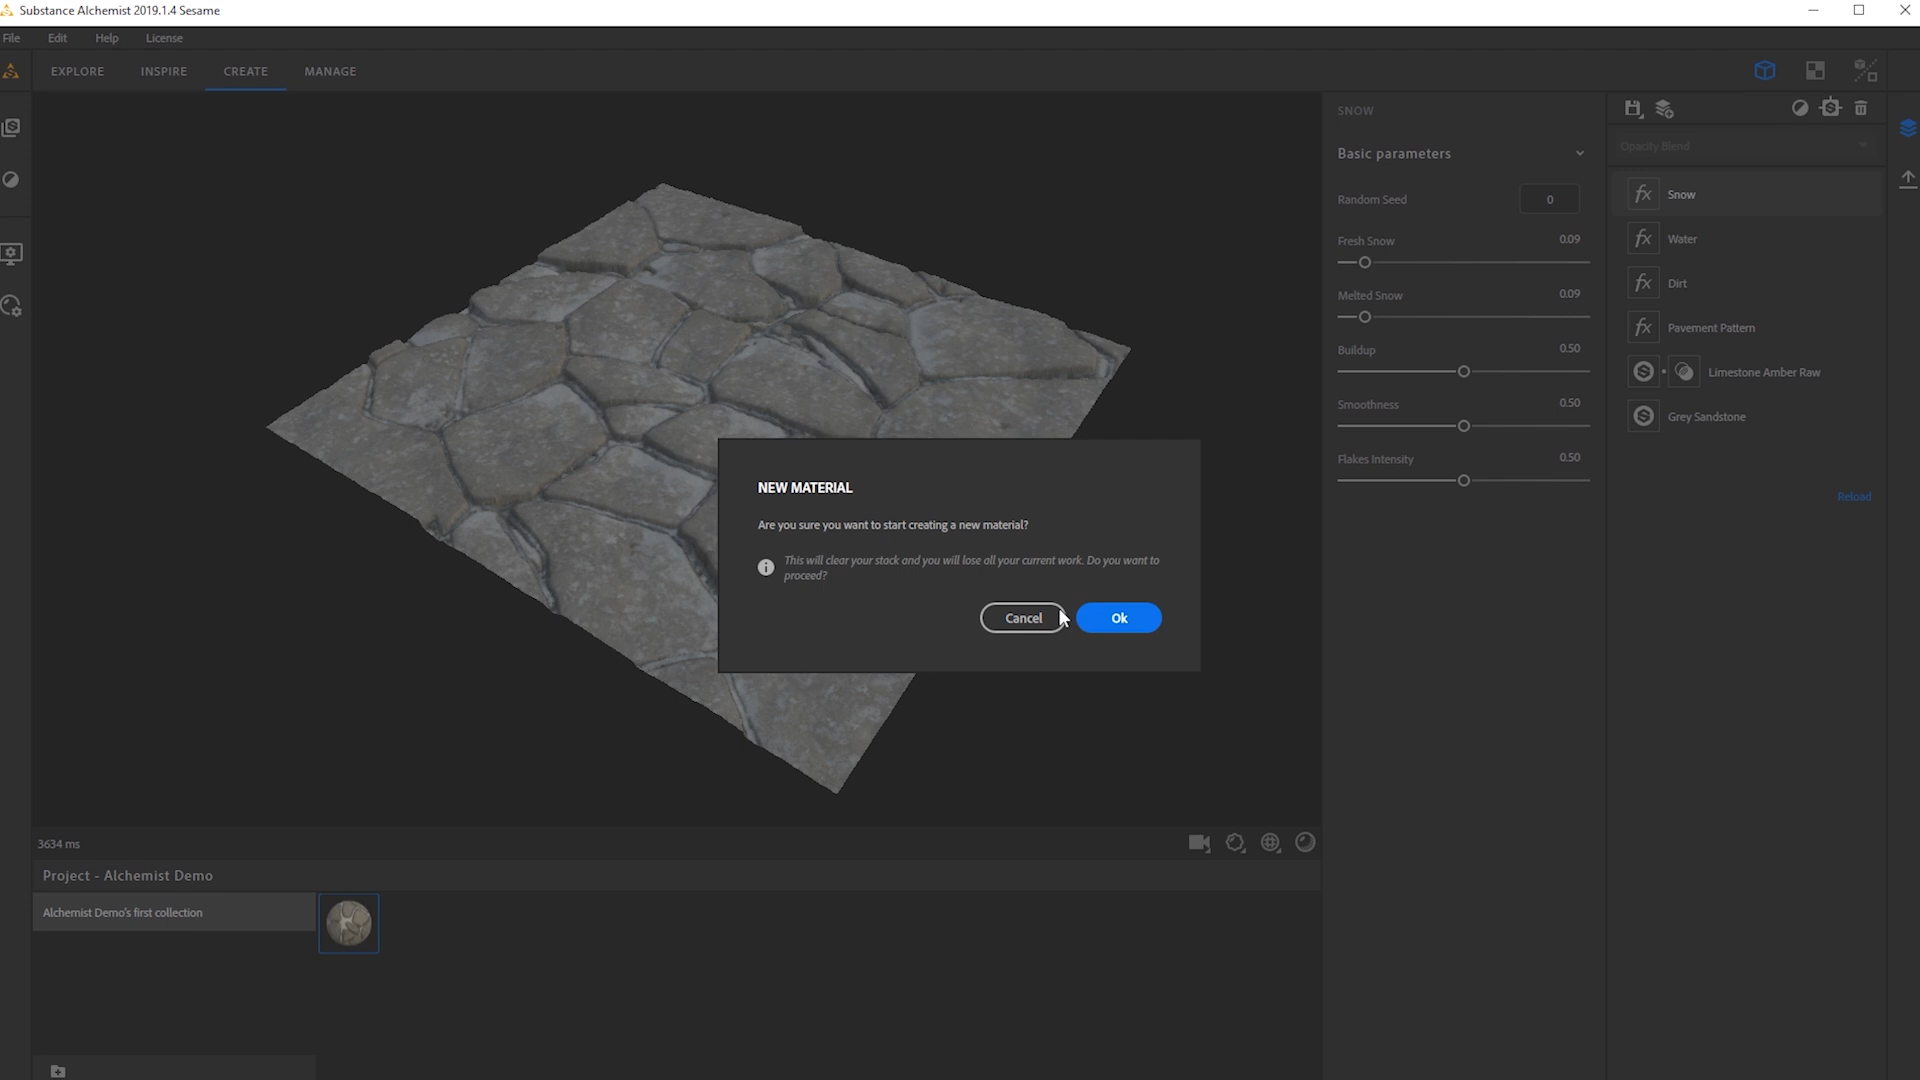 Substance Alchemist 2019.1.4 Sesame
File Edit Help License
EXPLORE INSPIRE CREATE MANAGE
SNOW
Basic parameters
Random Seed 0
Fresh Snow 0.09
Melted Snow 0.09
Buildup 0.50
Smoothness 0.50
Flakes Intensity 0.50
Opacity Blend
fx Snow
fx Water
fx Dirt
fx Pavement Pattern
Limestone Amber Raw
Grey Sandstone
Reload
NEW MATERIAL
Are you sure you want to start creating a new material?
This will clear your stack and you will lose all your current work. Do you want to
proceed?
Cancel Ok
3634 ms
Project - Alchemist Demo
Alchemist Demo's first collection